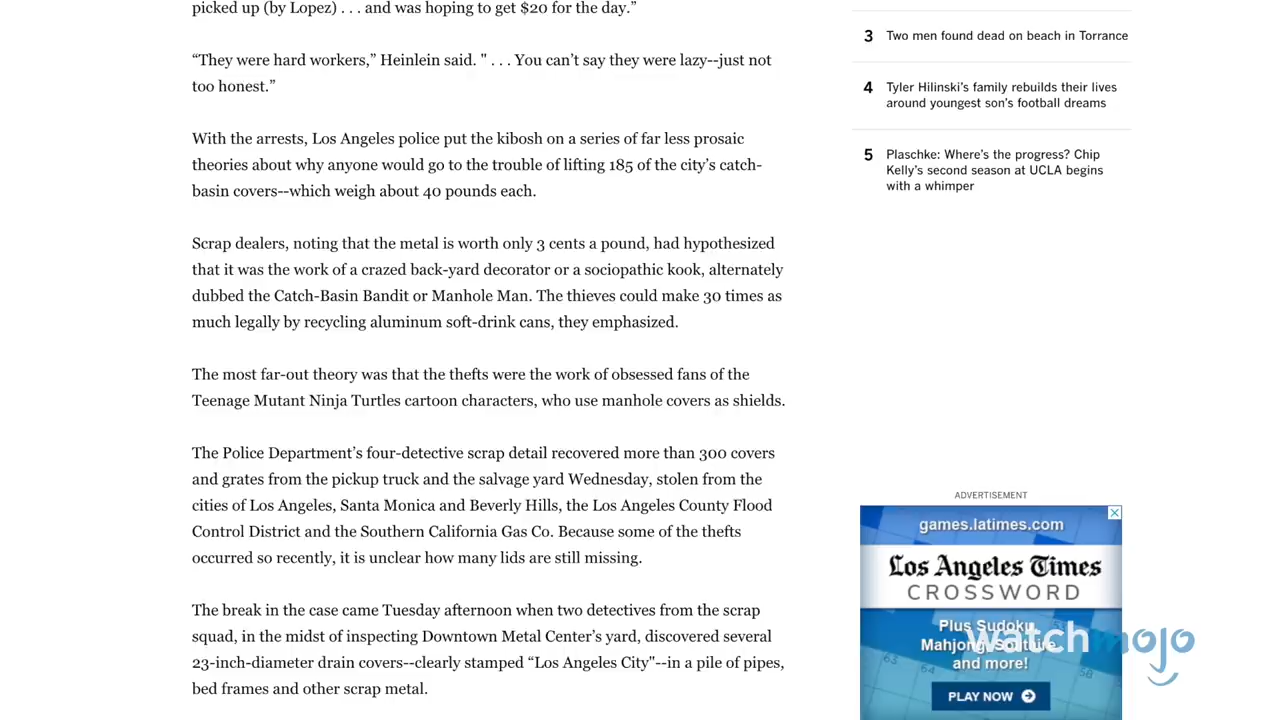 picked up (by Lopez) . . . and was hoping to get $20 for the day.”
“They were hard workers,” Heinlein said. " . . . You can’t say they were lazy--just not
too honest.”
With the arrests, Los Angeles police put the kibosh on a series of far less prosaic
theories about why anyone would go to the trouble of lifting 185 of the city’s catch-
basin covers--which weigh about 40 pounds each.
Scrap dealers, noting that the metal is worth only 3 cents a pound, had hypothesized
that it was the work of a crazed back-yard decorator or a sociopathic kook, alternately
dubbed the Catch-Basin Bandit or Manhole Man. The thieves could make 30 times as
much legally by recycling aluminum soft-drink cans, they emphasized.
The most far-out theory was that the thefts were the work of obsessed fans of the
Teenage Mutant Ninja Turtles cartoon characters, who use manhole covers as shields.
The Police Department’s four-detective scrap detail recovered more than 300 covers
and grates from the pickup truck and the salvage yard Wednesday, stolen from the
cities of Los Angeles, Santa Monica and Beverly Hills, the Los Angeles County Flood
Control District and the Southern California Gas Co. Because some of the thefts
occurred so recently, it is unclear how many lids are still missing.
The break in the case came Tuesday afternoon when two detectives from the scrap
squad, in the midst of inspecting Downtown Metal Center’s yard, discovered several
23-inch-diameter drain covers--clearly stamped “Los Angeles City"--in a pile of pipes,
bed frames and other scrap metal.
3 Two men found dead on beach in Torrance
4 Tyler Hilinski’s family rebuilds their lives
around youngest son’s football dreams
5 Plaschke: Where’s the progress? Chip
Kelly’s second season at UCLA begins
with a whimper
ADVERTISEMENT
games.latimes.com
Los Angeles Times
CROSSWORD
Plus Sudoku,
Mahjong, Solitaire
and more!
PLAY NOW
watchmojo